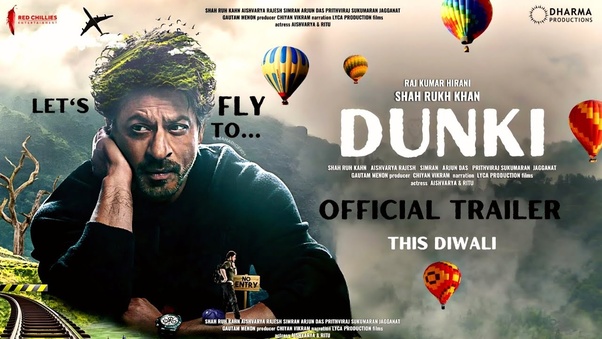 RED CHILLIES
ENTERTAINMENT
SHAH RUN KAHN AISHVARYA RAJESH SIMRAN ARJUN DAS PRITHVIRAJ SUKUMARAN JAGGANAT
GAUTAM MENON producer CHIYAN VIKRAM narration LYCA PRODUCTION films
actress AISHVARYA & RITU
DHARMA
PRODUCTIONS
LET'S FLY
TO...
RAJ KUMAR HIRANI
SHAH RUKH KHAN
DUNKI
SHAH RUN KAHN AISHVARYA RAJESH SIMRAN ARJUN DAS PRITHVIRAJ SUKUMARAN JAGGANAT
GAUTAM MENON producer CHIYAN VIKRAM narration LYCA PRODUCTION films
actress AISHVARYA & RITU
OFFICIAL TRAILER
THIS DIWALI
NO
ENTRY
SHAH RUN KAHN AISHVARYA RAJESH SIMRAN ARJUN DAS PRITHVIRAJ SUKUMARAN JAGGANAT
GAUTAM MENON producer CHIYAN VIKRAM narration LYCA PRODUCTION films
actress AISHVARYA & RITU